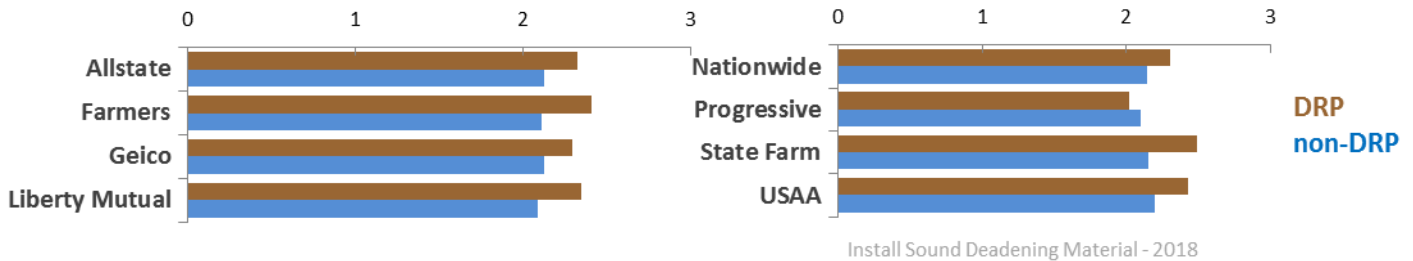 0 1 2 3
Allstate
Farmers
Geico
Liberty Mutual
0 1 2 3
Nationwide
Progressive
State Farm
USAA
DRP
non-DRP
Install Sound Deadening Material - 2018